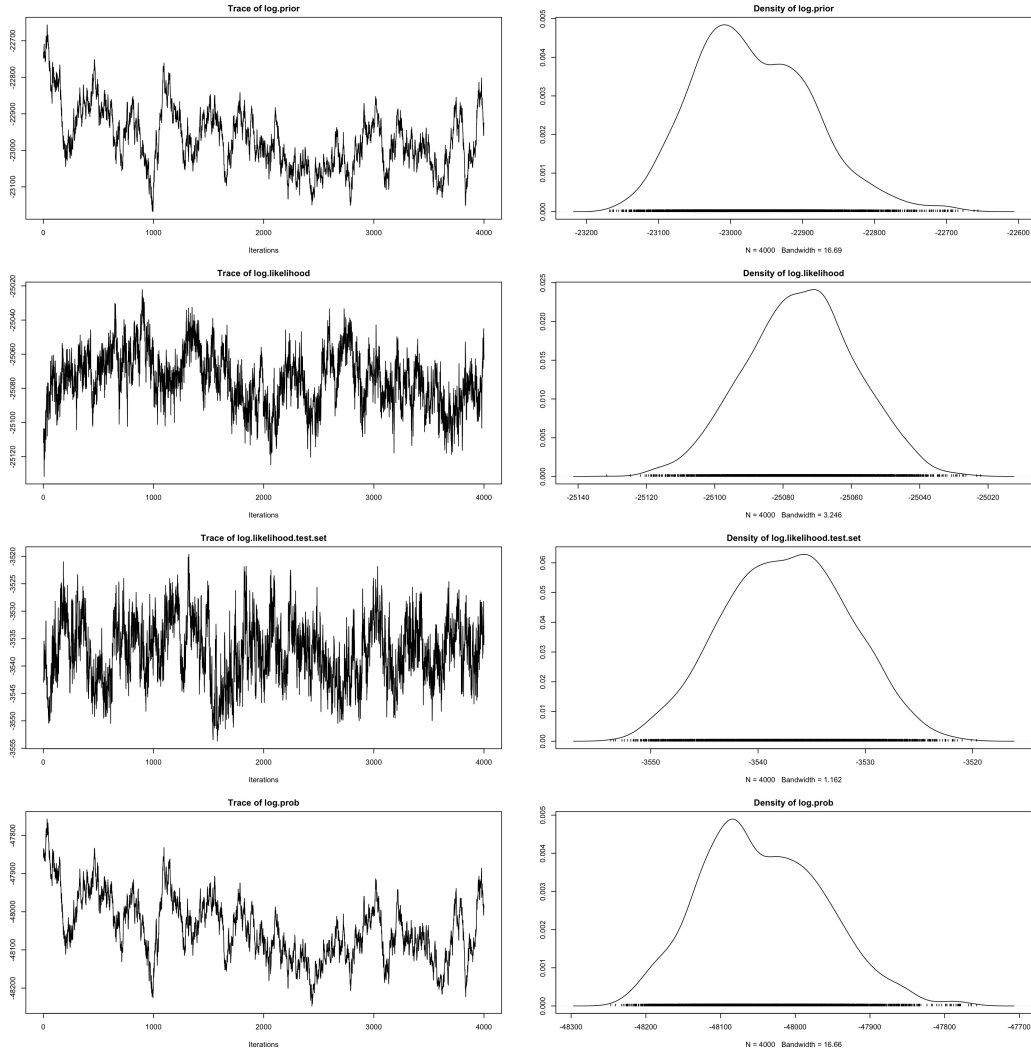 Trace of log.prior
-22700
-22800
-22900
-23000
-23100
0 1000 2000 3000 4000
Iterations
Density of log.prior
0.005
0.004
0.003
0.002
0.001
0.000
-23200 -23100 -23000 -22900 -22800 -22700 -22600
N = 4000 Bandwidth = 16.69
Trace of log.likelihood
-25020
-25040
-25060
-25080
-25100
-25120
0 1000 2000 3000 4000
Iterations
Density of log.likelihood
0.025
0.020
0.015
0.010
0.005
0.000
-25140 -25120 -25100 -25080 -25060 -25040 -25020
N = 4000 Bandwidth = 3.246
Trace of log.likelihood.test.set
-3520
-3525
-3530
-3535
-3540
-3545
-3550
-3555
0 1000 2000 3000 4000
Iterations
Density of log.likelihood.test.set
0.06
0.05
0.04
0.03
0.02
0.01
0.00
-3550 -3540 -3530 -3520
N = 4000 Bandwidth = 1.162
Trace of log.prob
-47800
-47900
-48000
-48100
-48200
0 1000 2000 3000 4000
Iterations
Density of log.prob
0.005
0.004
0.003
0.002
0.001
0.000
-48300 -48200 -48100 -48000 -47900 -47800 -47700
N = 4000 Bandwidth = 16.66